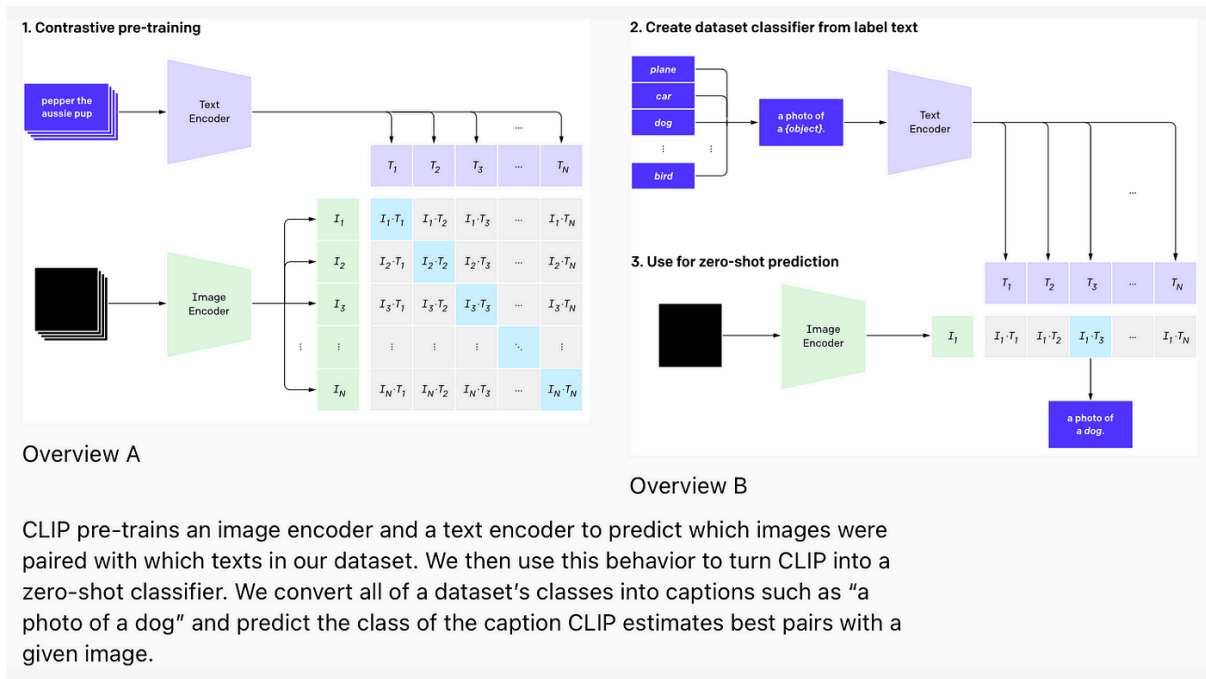 1. Contrastive pre-training
pepper the
aussie pup
Text
Encoder
...
T1 T2 T3 ... TN
I1 I1·T1 I1·T2 I1·T3 ... I1·TN
I2 I2·T1 I2·T2 I2·T3 ... I2·TN
Image
Encoder
I3 I3·T1 I3·T2 I3·T3 ... I3·TN
⋮ ⋮ ⋮ ⋮ ⋮ ⋱ ⋮
IN IN·T1 IN·T2 IN·T3 ... IN·TN
Overview A
2. Create dataset classifier from label text
plane
car
dog
⋮ ⋮
bird
a photo of
a {object}.
Text
Encoder
...
3. Use for zero-shot prediction
T1 T2 T3 ... TN
Image
Encoder
I1 I1·T1 I1·T2 I1·T3 ... I1·TN
a photo of
a dog.
Overview B
CLIP pre-trains an image encoder and a text encoder to predict which images were
paired with which texts in our dataset. We then use this behavior to turn CLIP into a
zero-shot classifier. We convert all of a dataset’s classes into captions such as “a
photo of a dog” and predict the class of the caption CLIP estimates best pairs with a
given image.